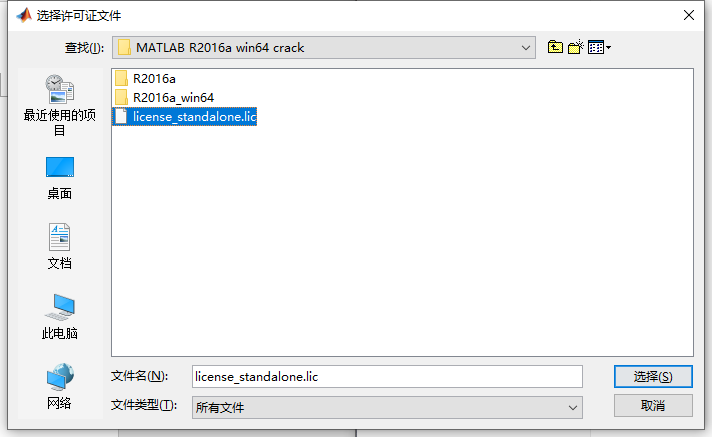 选择许可证文件
查找(I):
MATLAB R2016a win64 crack
R2016a
R2016a_win64
license_standalone.lic
最近使用的项
目
桌面
文档
此电脑
网络
文件名(N):
license_standalone.lic
选择(S)
文件类型(T):
所有文件
取消